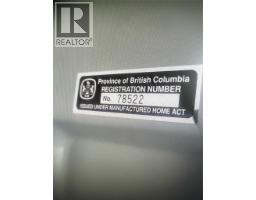 REALTOR®
Province of British Columbia
REGISTRATION NUMBER
No. 78522
ISSUED UNDER MANUFACTURED HOME ACT